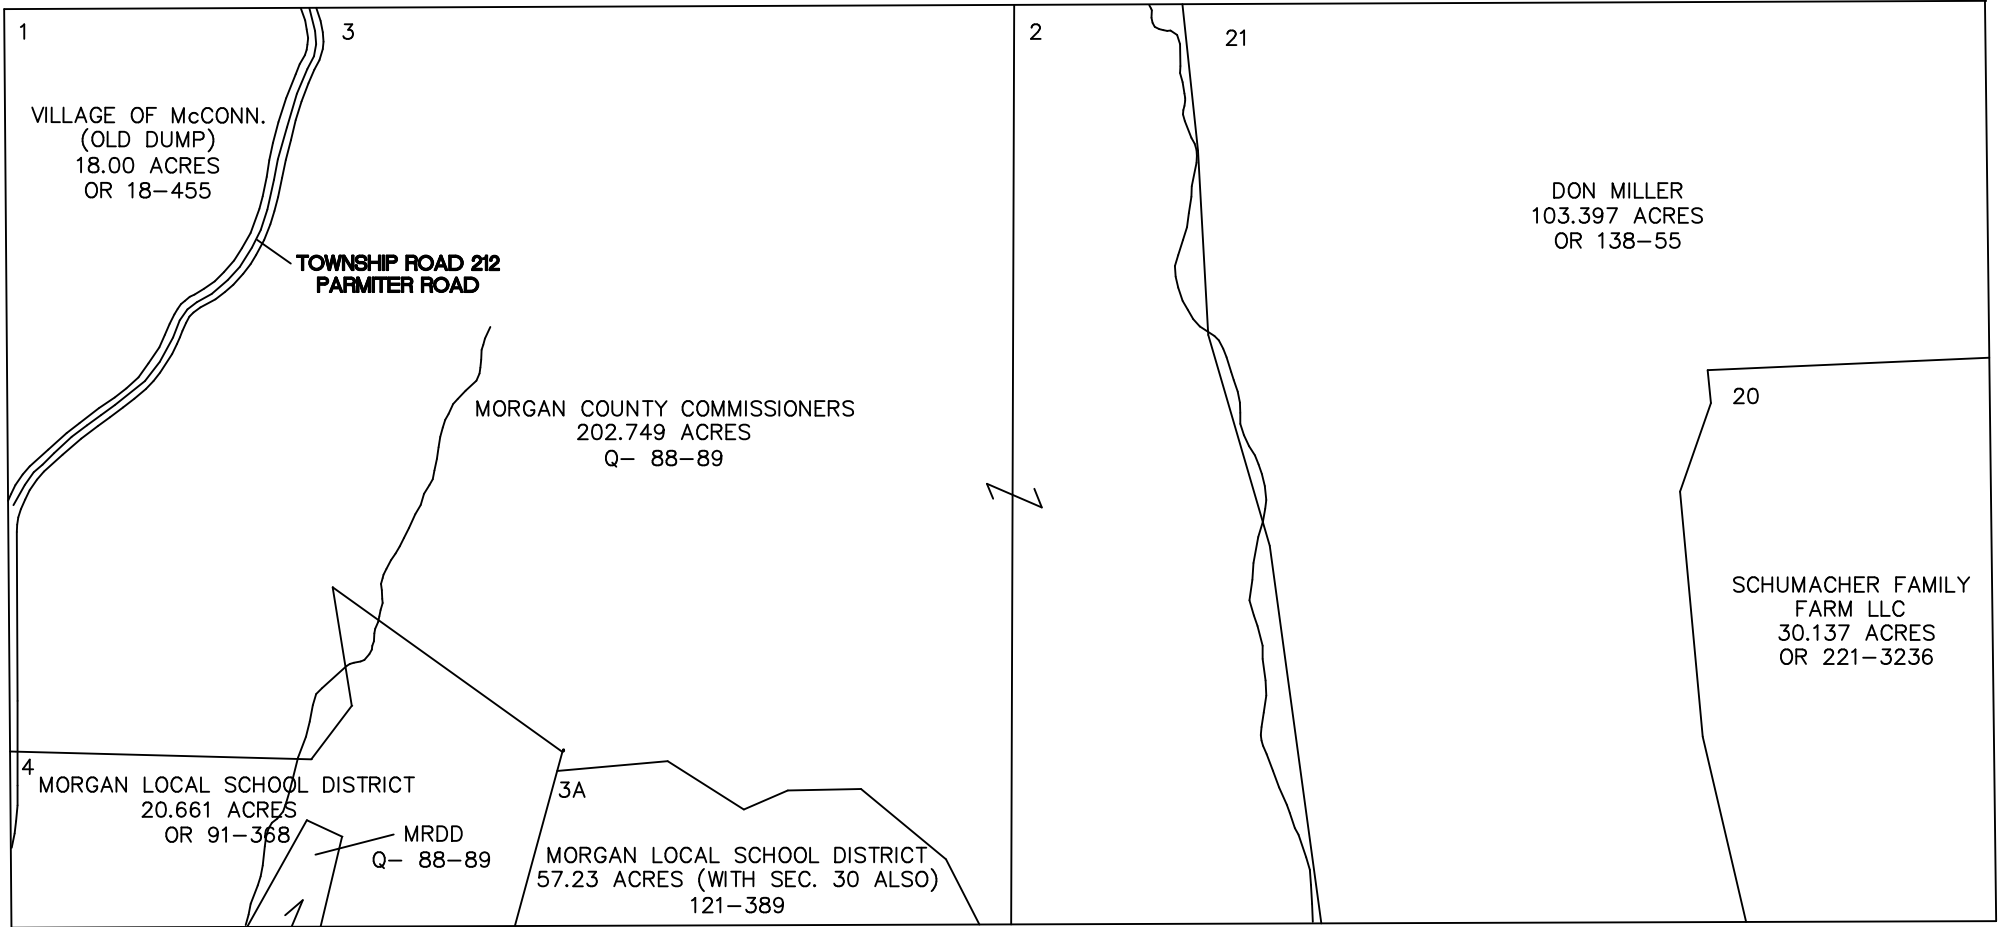 1
3
2
21
VILLAGE OF McCONN.
(OLD DUMP)
18.00 ACRES
OR 18-455
DON MILLER
103.397 ACRES
OR 138-55
TOWNSHIP ROAD 212
PARMITER ROAD
20
MORGAN COUNTY COMMISSIONERS
202.749 ACRES
Q- 88-89
SCHUMACHER FAMILY
FARM LLC
30.137 ACRES
OR 221-3236
4
MORGAN LOCAL SCHOOL DISTRICT
20.661 ACRES
OR 91-368
MRDD
Q- 88-89
3A
MORGAN LOCAL SCHOOL DISTRICT
57.23 ACRES (WITH SEC. 30 ALSO)
121-389